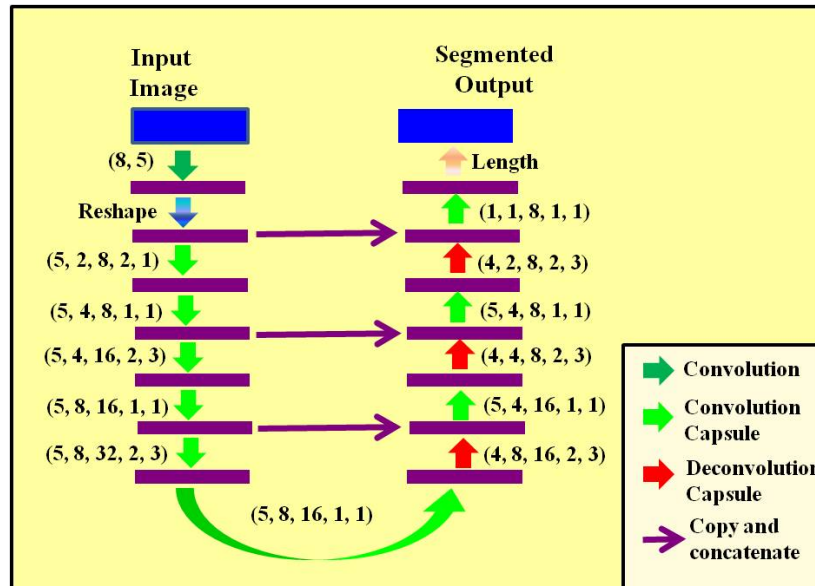 Input
Image
(8, 5)
Reshape
(5, 2, 8, 2, 1)
(5, 4, 8, 1, 1)
(5, 4, 16, 2, 3)
(5, 8, 16, 1, 1)
(5, 8, 32, 2, 3)
(5, 8, 16, 1, 1)
Segmented
Output
Length
(1, 1, 8, 1, 1)
(4, 2, 8, 2, 3)
(5, 4, 8, 1, 1)
(4, 4, 8, 2, 3)
(5, 4, 16, 1, 1)
(4, 8, 16, 2, 3)
Convolution
Convolution
Capsule
Deconvolution
Capsule
Copy and
concatenate